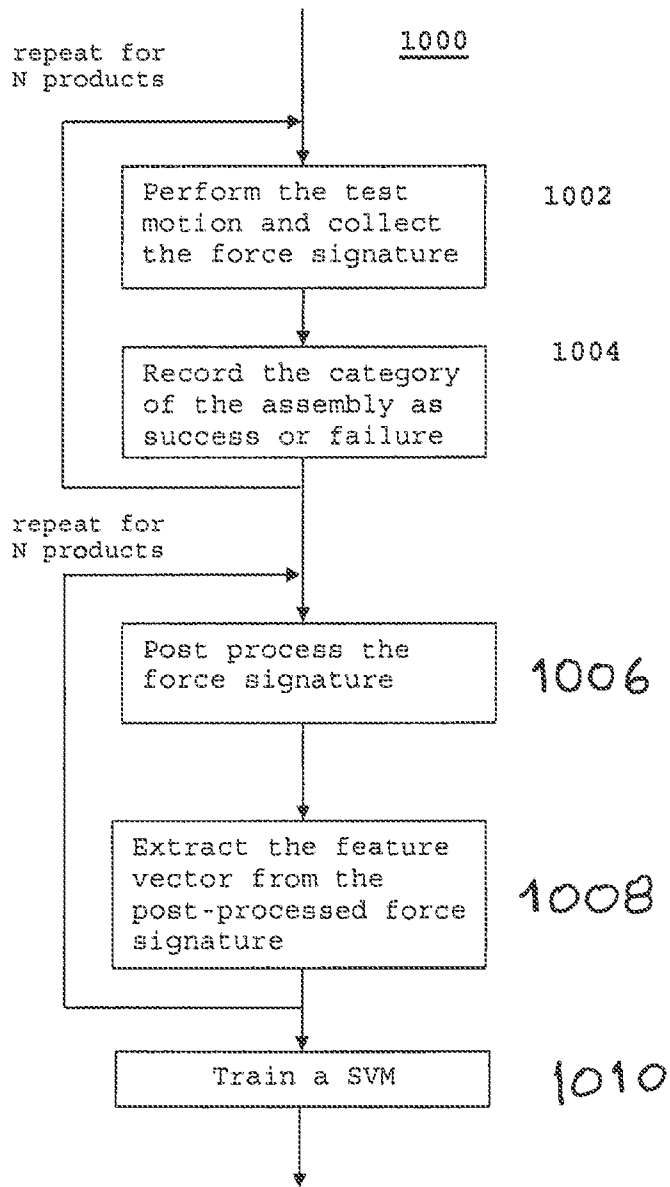 1000
repeat for
N products
Perform the test
motion and collect
the force signature
1002
Record the category
of the assembly as
success or failure
1004
repeat for
N products
Post process the
force signature
1006
Extract the feature
vector from the
post-processed force
signature
1008
Train a SVM
1010